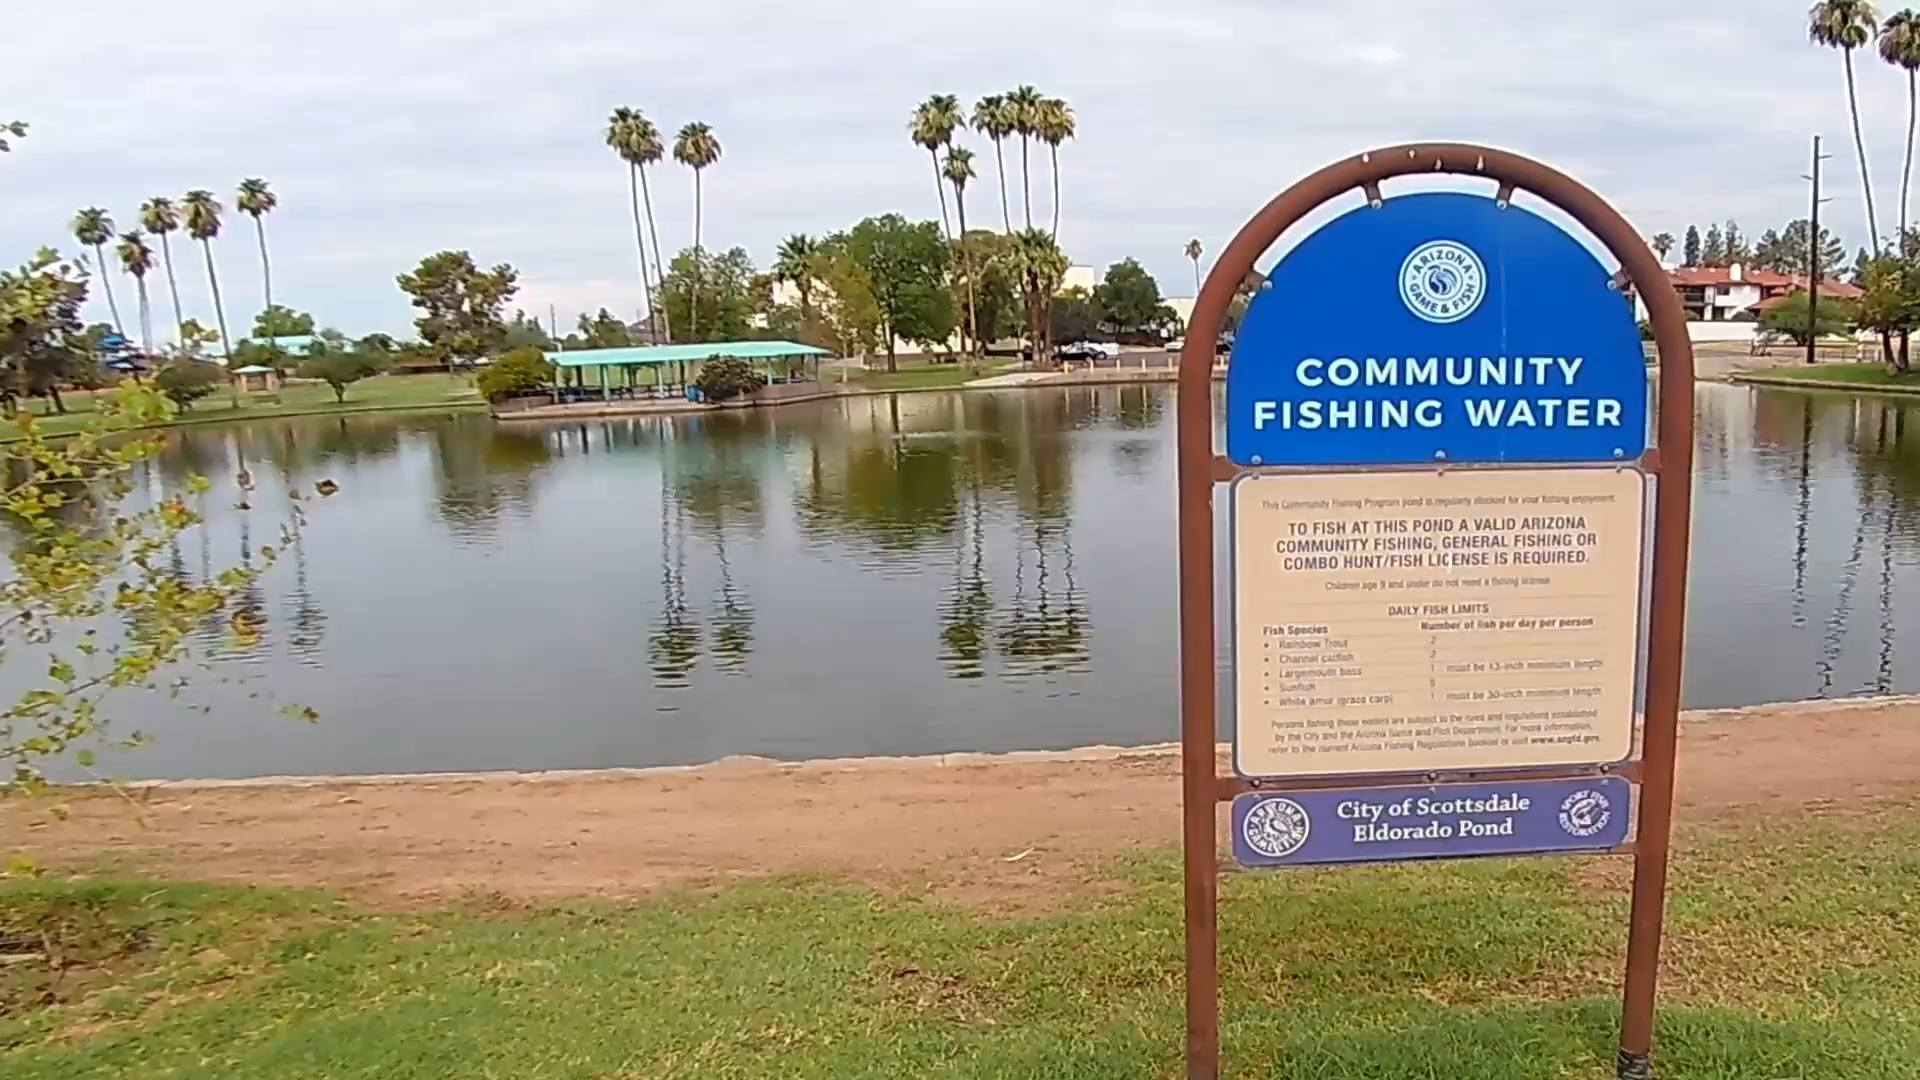 ARIZONA
GAME & FISH
COMMUNITY
FISHING WATER
This Community Fishing Program pond is regularly stocked for your fishing enjoyment.
TO FISH AT THIS POND A VALID ARIZONA
COMMUNITY FISHING, GENERAL FISHING OR
COMBO HUNT/FISH LICENSE IS REQUIRED.
Children age 9 and under do not need a fishing license.
DAILY FISH LIMITS
Fish Species Number of fish per day per person
• Rainbow Trout 2
• Channel catfish 2
• Largemouth bass 1 must be 13-inch minimum length
• Sunfish 5
• White amur (grass carp) 1 must be 30-inch minimum length
Persons fishing these waters are subject to the rules and regulations established
by the City and the Arizona Game and Fish Department. For more information,
refer to the current Arizona Fishing Regulations booklet or visit www.azgfd.gov.
ARIZONA
GAME & FISH
City of Scottsdale
Eldorado Pond
SPORT FISH
RESTORATION